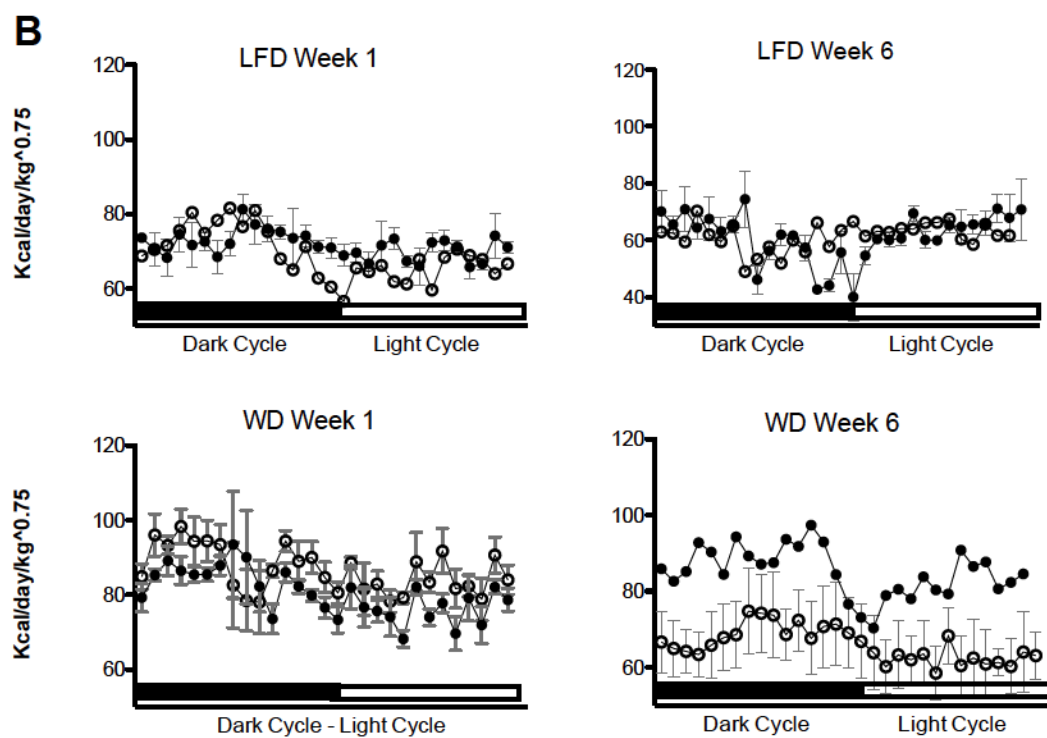 B
LFD Week 1
Kcal/day/kg^0.75
120
100
80
60
Dark Cycle Light Cycle
LFD Week 6
120
100
80
60
40
Dark Cycle Light Cycle
WD Week 1
Kcal/day/kg^0.75
120
100
80
60
Dark Cycle - Light Cycle
WD Week 6
120
100
80
60
Dark Cycle Light Cycle